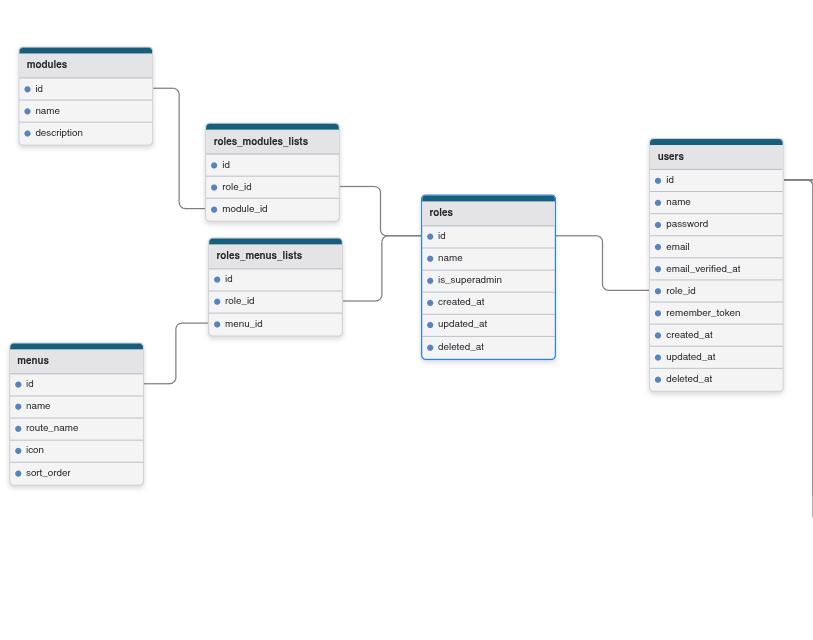 modules
id
name
description
roles_modules_lists
id
role_id
module_id
roles_menus_lists
id
role_id
menu_id
menus
id
name
route_name
icon
sort_order
roles
id
name
is_superadmin
created_at
updated_at
deleted_at
users
id
name
password
email
email_verified_at
role_id
remember_token
created_at
updated_at
deleted_at